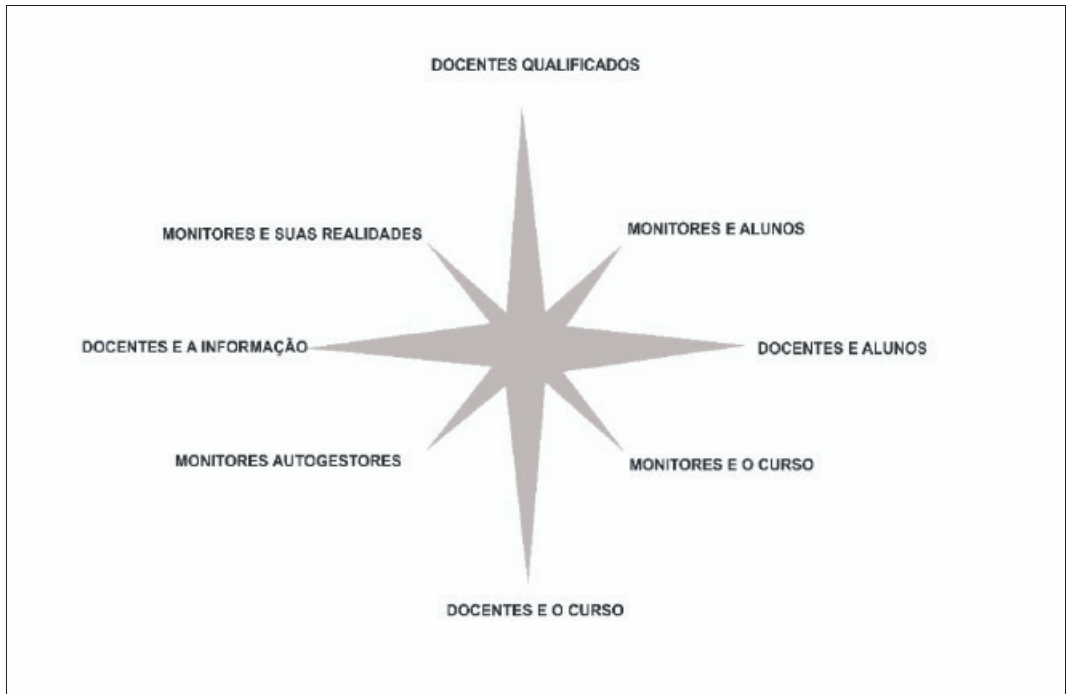 DOCENTES QUALIFICADOS
MONITORES E SUAS REALIDADES
MONITORES E ALUNOS
DOCENTES E A INFORMAÇÃO
DOCENTES E ALUNOS
MONITORES AUTOGESTORES
MONITORES E O CURSO
DOCENTES E O CURSO